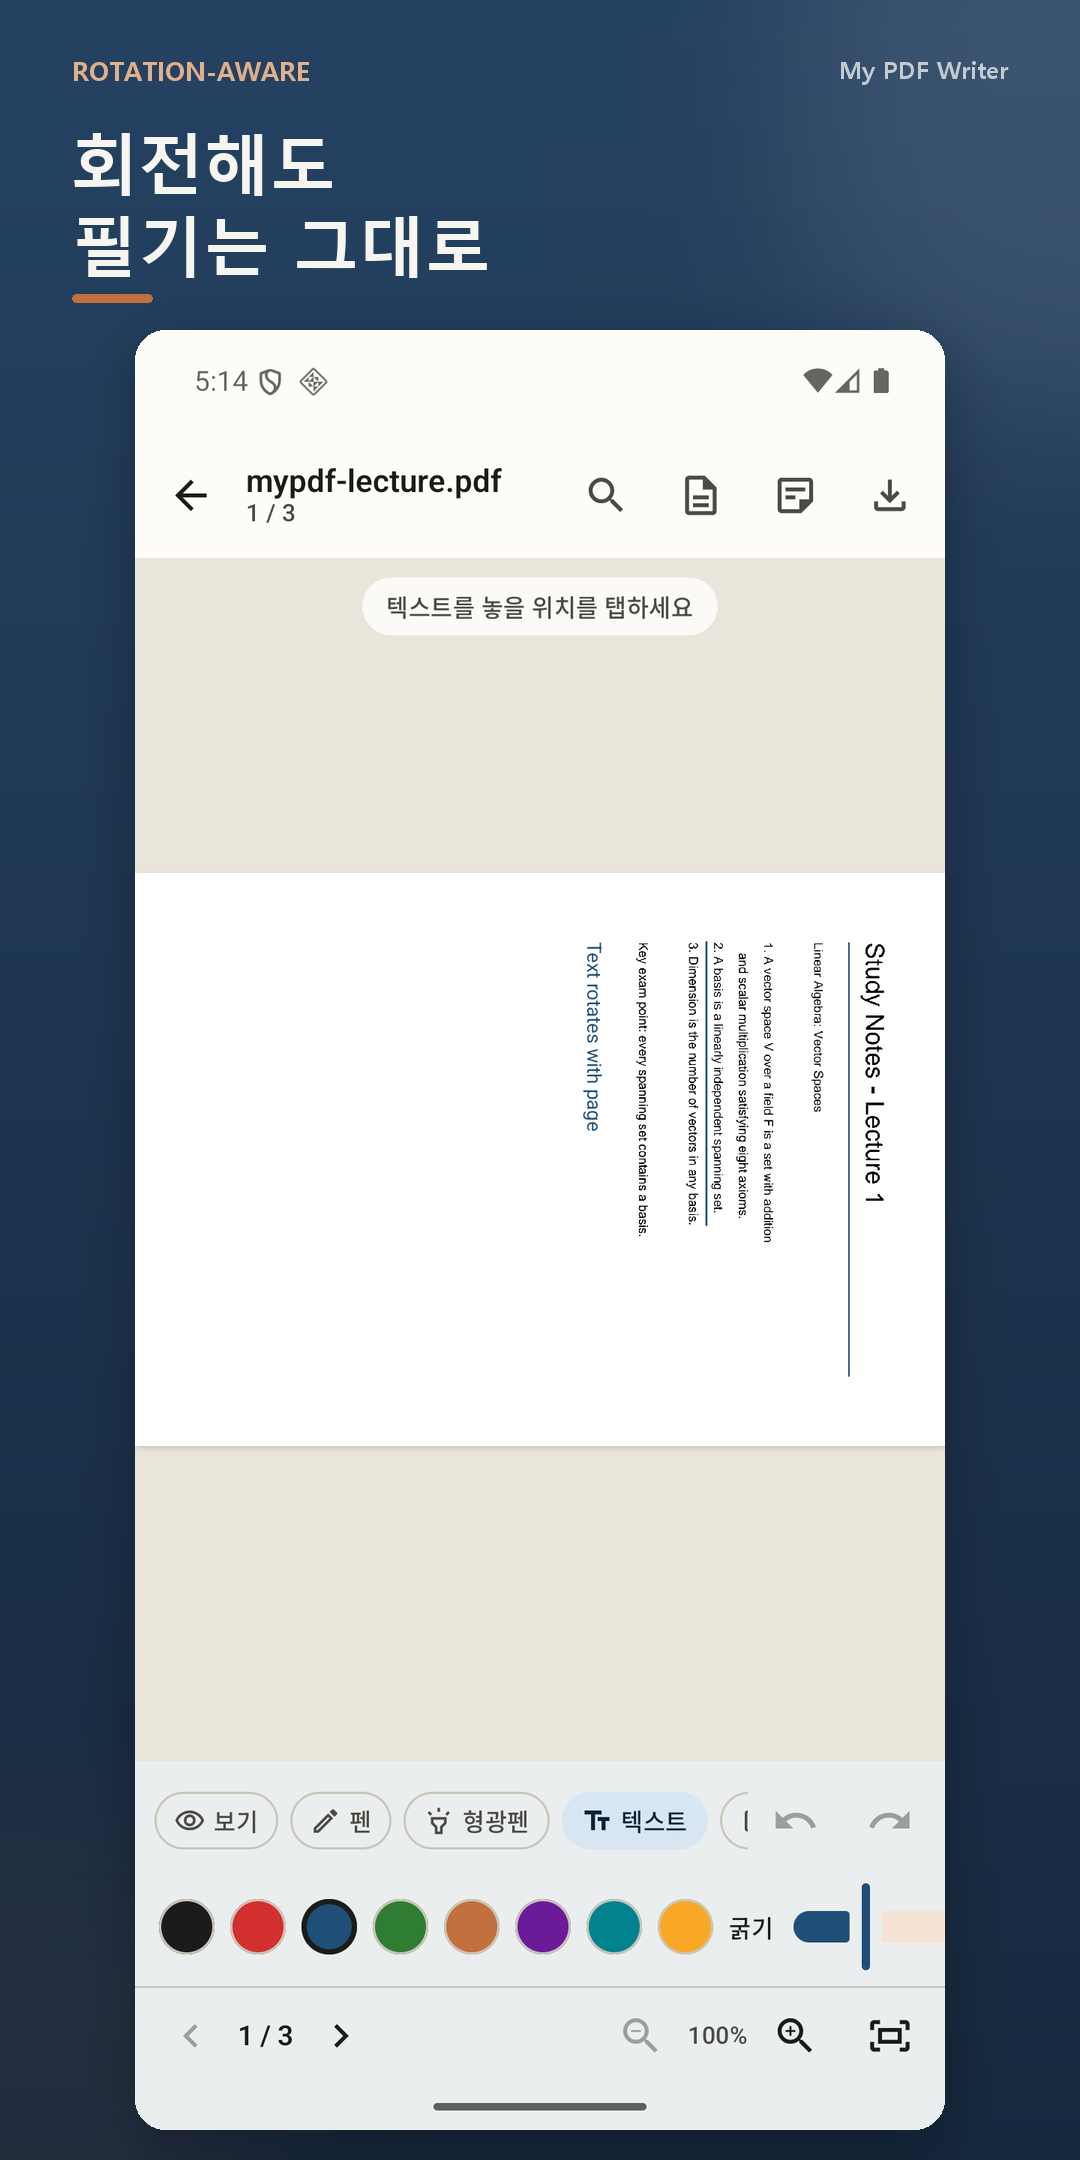 ROTATION-AWARE
My PDF Writer
회전해도
필기는 그대로
5:14
mypdf-lecture.pdf
1 / 3
텍스트를 놓을 위치를 탭하세요
Study Notes - Lecture 1
Linear Algebra: Vector Spaces
1. A vector space V over a field F is a set with addition
and scalar multiplication satisfying eight axioms.
2. A basis is a linearly independent spanning set.
3. Dimension is the number of vectors in any basis.
Key exam point: every spanning set contains a basis.
Text rotates with page
보기
펜
형광펜
텍스트
굵기
1 / 3
100%